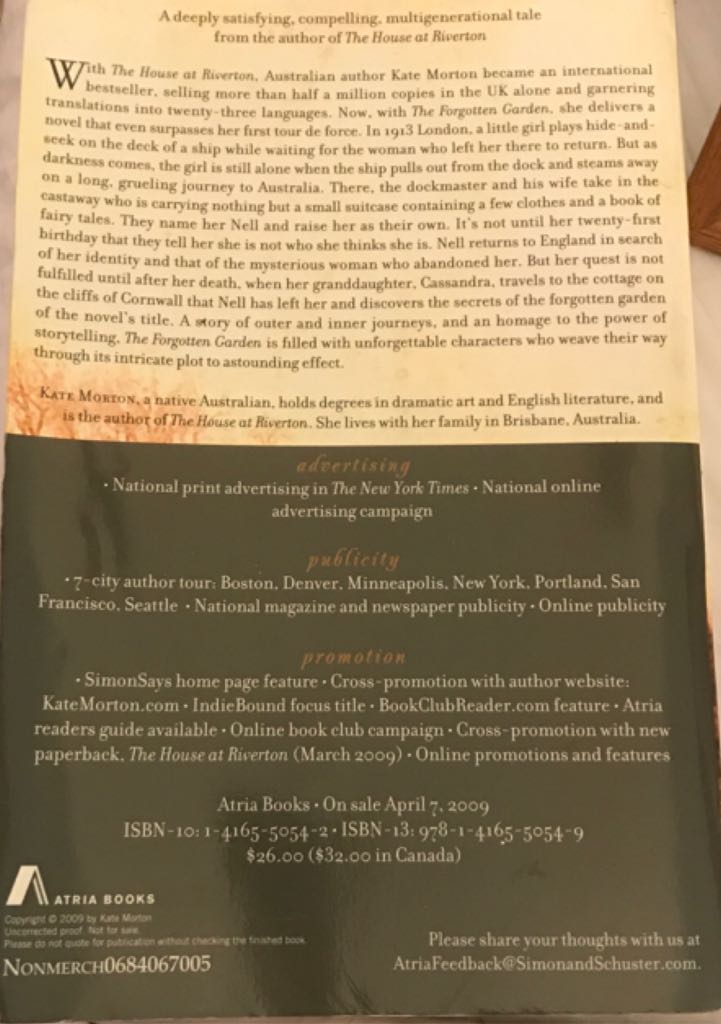 A deeply satisfying, compelling, multigenerational tale
from the author of The House at Riverton
With The House at Riverton, Australian author Kate Morton became an international
bestseller, selling more than half a million copies in the UK alone and garnering
translations into twenty-three languages. Now, with The Forgotten Garden, she delivers a
novel that even surpasses her first tour de force. In 1913 London, a little girl plays hide-and-
seek on the deck of a ship while waiting for the woman who left her there to return. But as
darkness comes, the girl is still alone when the ship pulls out from the dock and steams away
on a long, grueling journey to Australia. There, the dockmaster and his wife take in the
castaway who is carrying nothing but a small suitcase containing a few clothes and a book of
fairy tales. They name her Nell and raise her as their own. It's not until her twenty-first
birthday that they tell her she is not who she thinks she is. Nell returns to England in search
of her identity and that of the mysterious woman who abandoned her. But her quest is not
fulfilled until after her death, when her granddaughter, Cassandra, travels to the cottage on
the cliffs of Cornwall that Nell has left her and discovers the secrets of the forgotten garden
of the novel's title. A story of outer and inner journeys, and an homage to the power of
storytelling, The Forgotten Garden is filled with unforgettable characters who weave their way
through its intricate plot to astounding effect.
KATE MORTON, a native Australian, holds degrees in dramatic art and English literature, and
is the author of The House at Riverton. She lives with her family in Brisbane, Australia.
advertising
• National print advertising in The New York Times • National online
advertising campaign
publicity
• 7-city author tour: Boston, Denver, Minneapolis, New York, Portland, San
Francisco, Seattle • National magazine and newspaper publicity • Online publicity
promotion
• SimonSays home page feature • Cross-promotion with author website:
KateMorton.com • IndieBound focus title • BookClubReader.com feature • Atria
readers guide available • Online book club campaign • Cross-promotion with new
paperback, The House at Riverton (March 2009) • Online promotions and features
Atria Books • On sale April 7, 2009
ISBN-10: 1-4165-5054-2 • ISBN-13: 978-1-4165-5054-9
$26.00 ($32.00 in Canada)
ATRIA BOOKS
Copyright © 2009 by Kate Morton
Uncorrected proof. Not for sale.
Please do not quote for publication without checking the finished book.
NONMERCH0684067005
Please share your thoughts with us at
AtriaFeedback@SimonandSchuster.com.